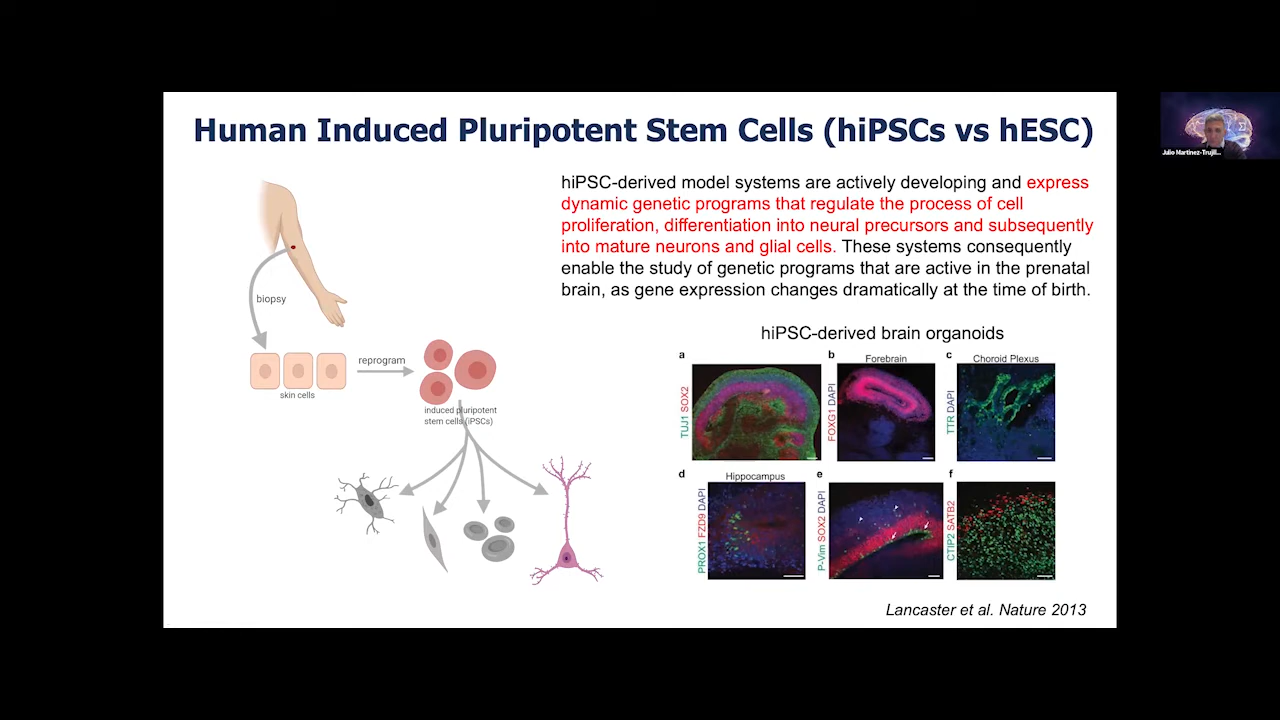 Human Induced Pluripotent Stem Cells (hiPSCs vs hESC)
hiPSC-derived model systems are actively developing and express
dynamic genetic programs that regulate the process of cell
proliferation, differentiation into neural precursors and subsequently
into mature neurons and glial cells. These systems consequently
enable the study of genetic programs that are active in the prenatal
brain, as gene expression changes dramatically at the time of birth.
biopsy
skin cells
reprogram
induced pluripotent
stem cells (iPSCs)
hiPSC-derived brain organoids
a
TUJ1 SOX2
b
Forebrain
FOXG1 DAPI
c
Choroid Plexus
TTR DAPI
d
Hippocampus
PROX1 FZD9 DAPI
e
P-Vim SOX2 DAPI
f
CTIP2 SATB2
Lancaster et al. Nature 2013
Julio Martinez-Trujill...